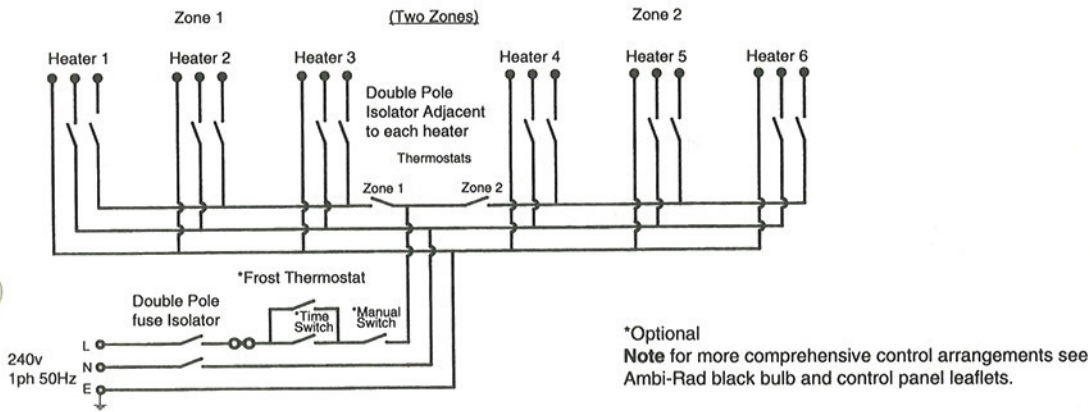 Zone 1
(Two Zones)
Zone 2
Heater 1
Heater 2
Heater 3
Heater 4
Heater 5
Heater 6
Double Pole
Isolator Adjacent
to each heater
Thermostats
Zone 1
Zone 2
*Frost Thermostat
Double Pole
fuse Isolator
*Time
Switch
*Manual
Switch
L
240v
N
1ph 50Hz
E
*Optional
Note for more comprehensive control arrangements see
Ambi-Rad black bulb and control panel leaflets.